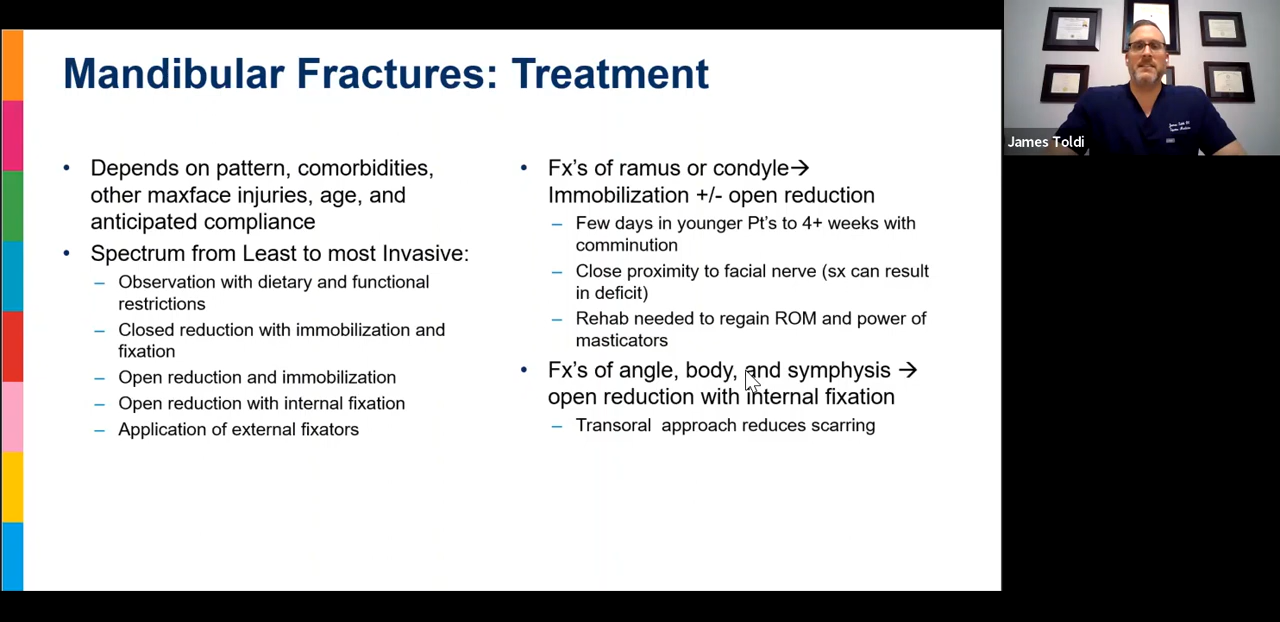 Mandibular Fractures: Treatment
• Depends on pattern, comorbidities,
other maxface injuries, age, and
anticipated compliance
• Spectrum from Least to most Invasive:
– Observation with dietary and functional
restrictions
– Closed reduction with immobilization and
fixation
– Open reduction and immobilization
– Open reduction with internal fixation
– Application of external fixators
• Fx's of ramus or condyle→
Immobilization +/- open reduction
– Few days in younger Pt's to 4+ weeks with
comminution
– Close proximity to facial nerve (sx can result
in deficit)
– Rehab needed to regain ROM and power of
masticators
• Fx's of angle, body, and symphysis →
open reduction with internal fixation
– Transoral approach reduces scarring
James Toldi